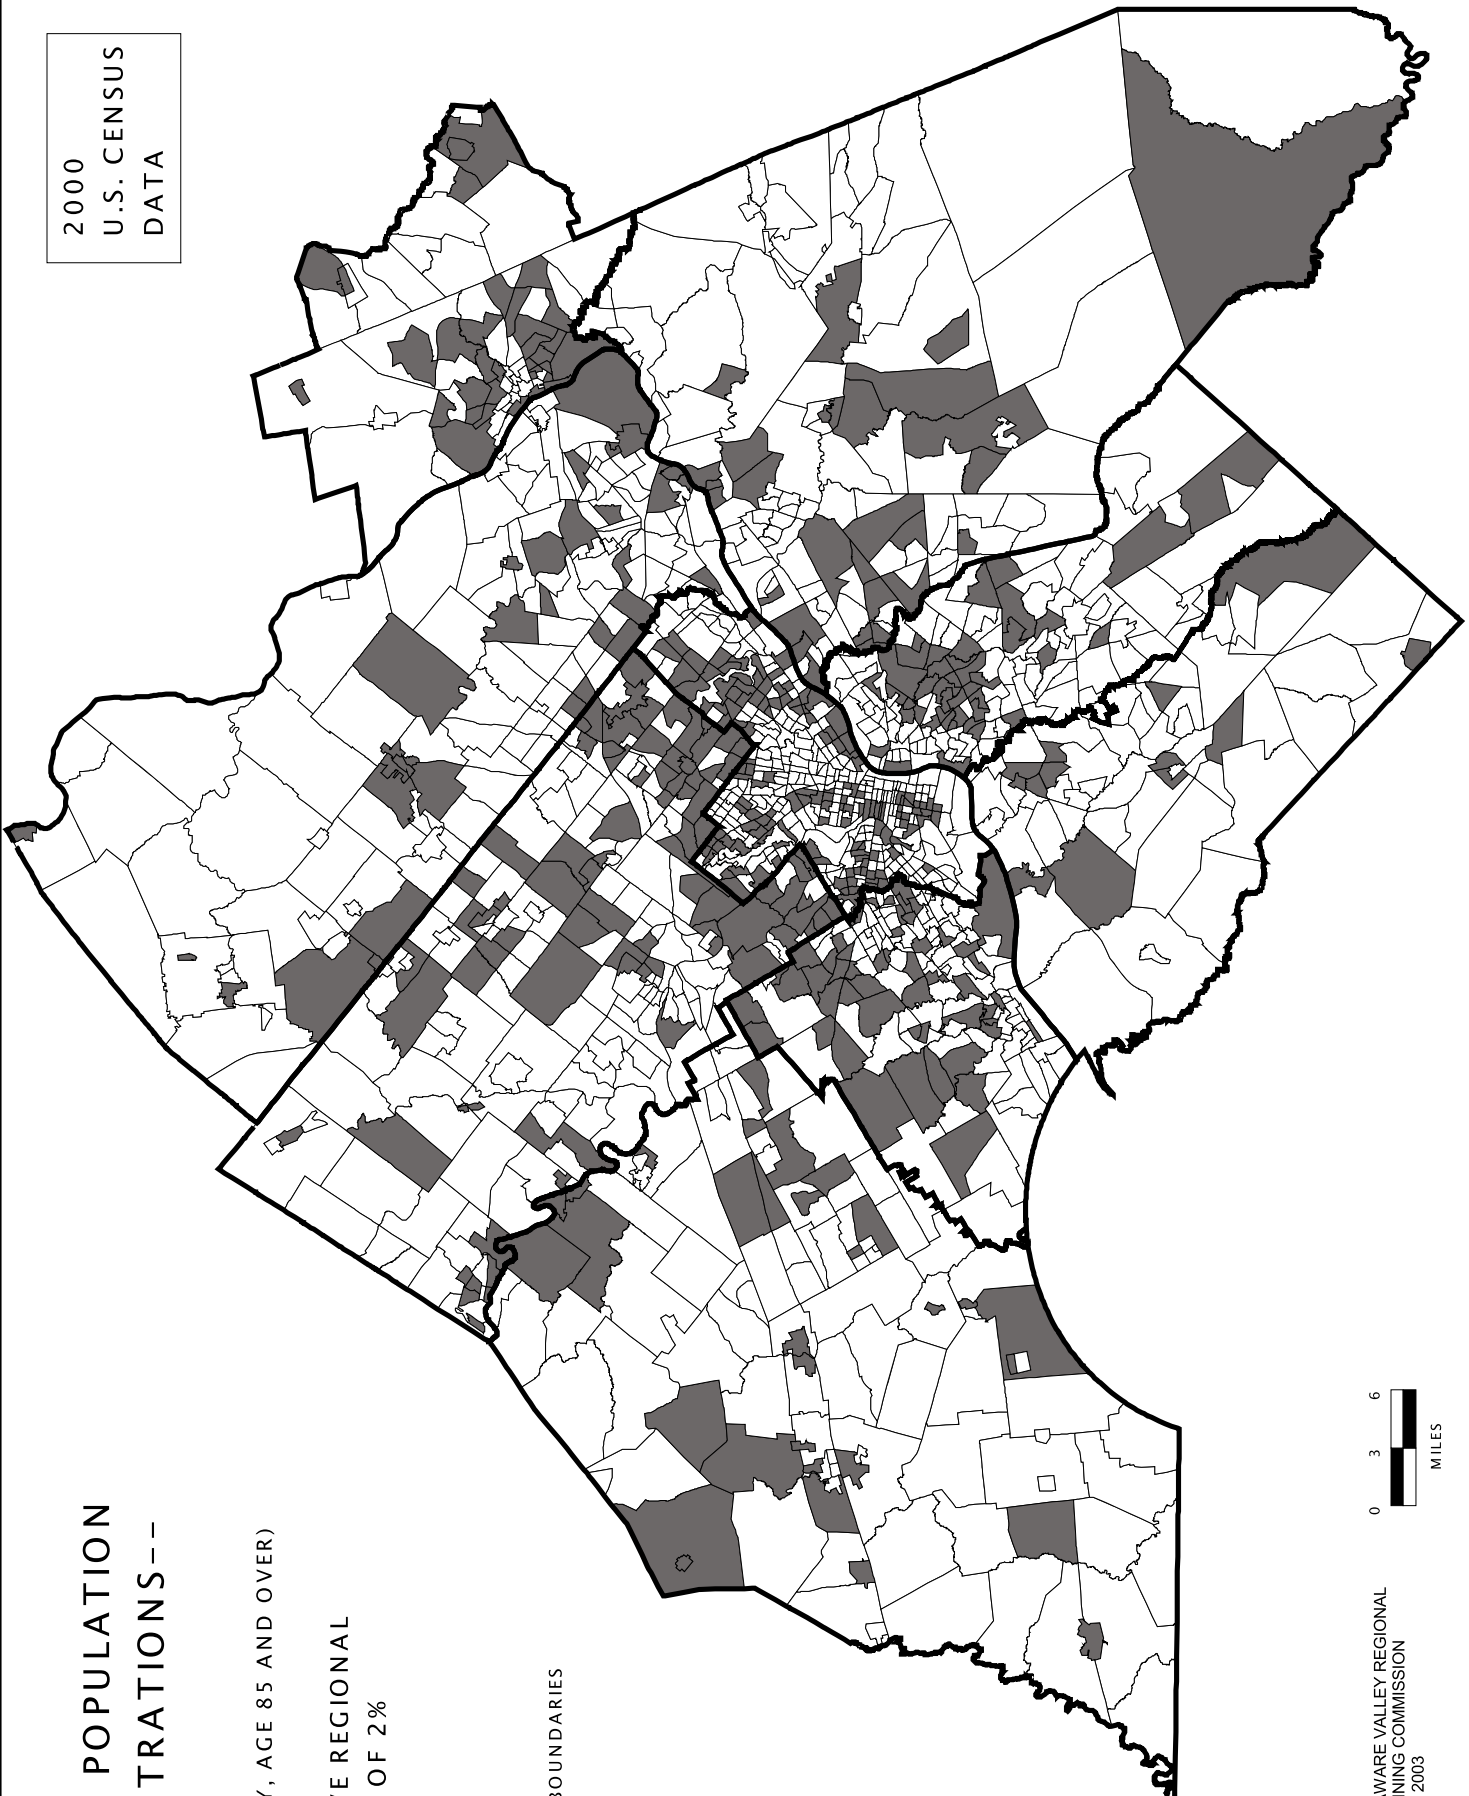 POPULATION
TRATIONS--
Y, AGE 85 AND OVER)
E REGIONAL
OF 2%
BOUNDARIES
2000
U.S. CENSUS
DATA
0 3 6
MILES
AWARE VALLEY REGIONAL
NING COMMISSION
2003